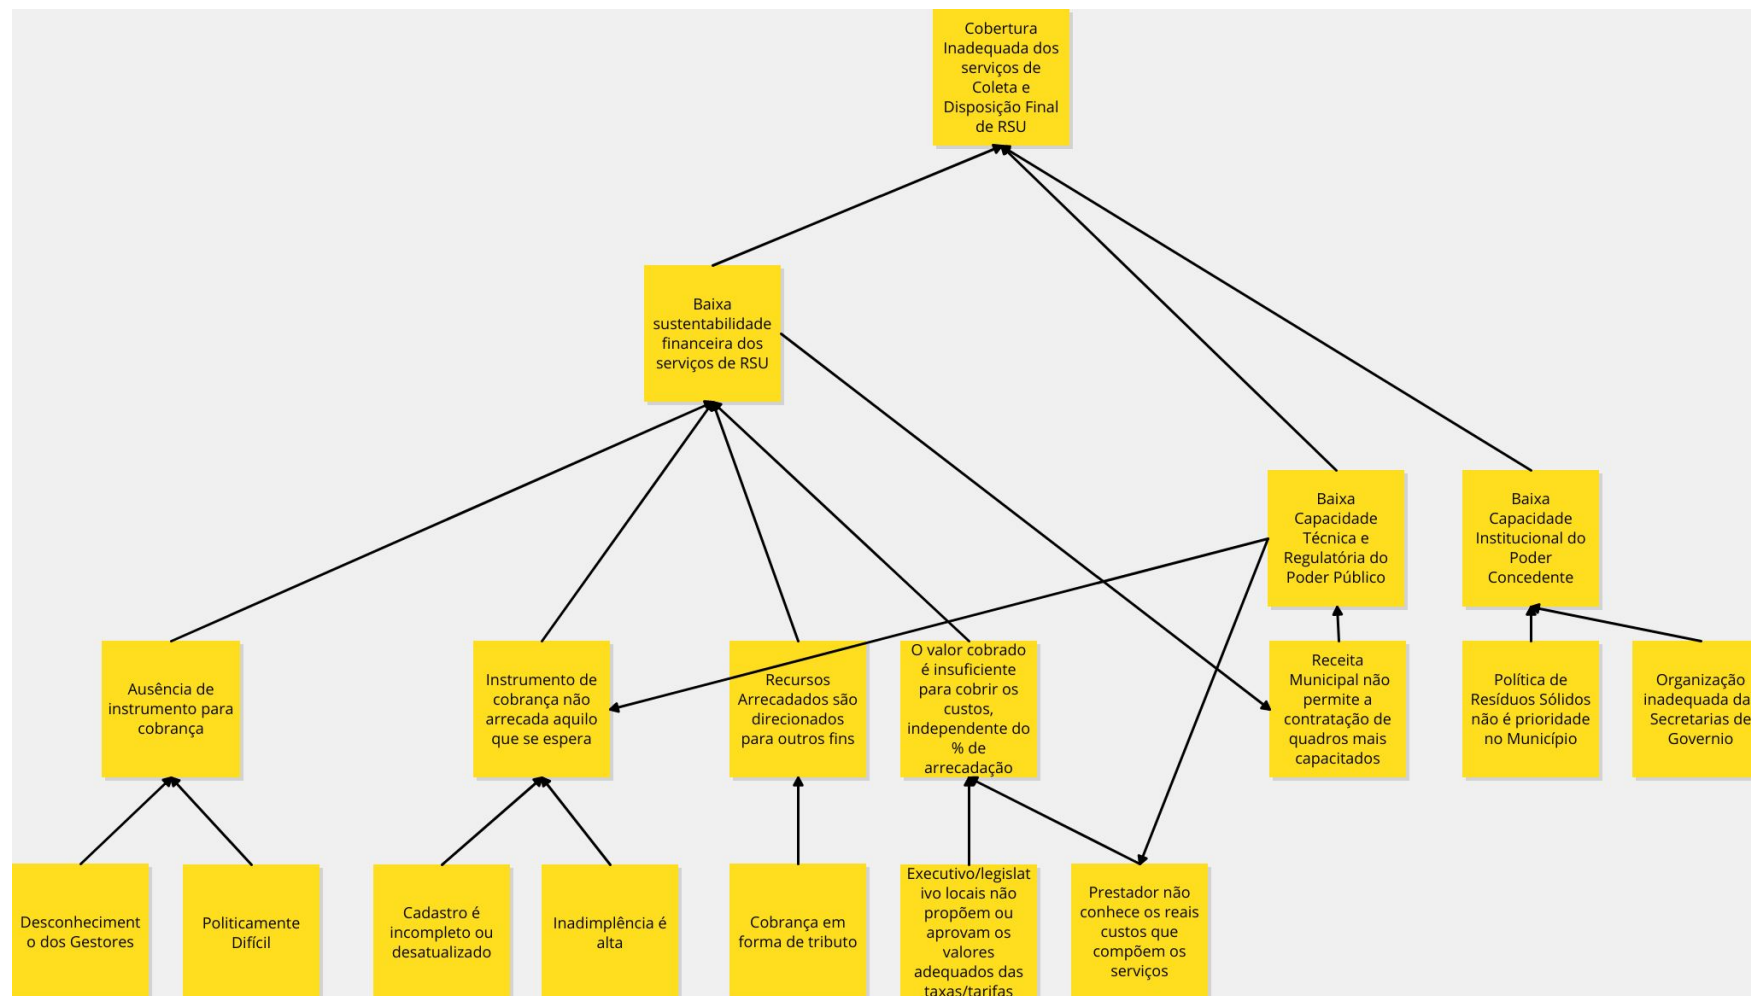 Cobertura
Inadequada dos
serviços de
Coleta e
Disposição Final
de RSU
Baixa
sustentabilidade
financeira dos
serviços de RSU
Baixa
Capacidade
Técnica e
Regulatória do
Poder Público
Baixa
Capacidade
Institucional do
Poder
Concedente
Ausência de
instrumento para
cobrança
Instrumento de
cobrança não
arrecada aquilo
que se espera
Recursos
Arrecadados são
direcionados
para outros fins
O valor cobrado
é insuficiente
para cobrir os
custos,
independente do
% de
arrecadação
Receita
Municipal não
permite a
contratação de
quadros mais
capacitados
Política de
Resíduos Sólidos
não é prioridade
no Município
Organização
inadequada da
Secretarias de
Governio
Desconheciment
o dos Gestores
Politicamente
Difícil
Cadastro é
incompleto ou
desatualizado
Inadimplência é
alta
Cobrança em
forma de tributo
Executivo/legislat
ivo locais não
propõem ou
aprovam os
valores
adequados das
taxas/tarifas
Prestador não
conhece os reais
custos que
compõem os
serviços